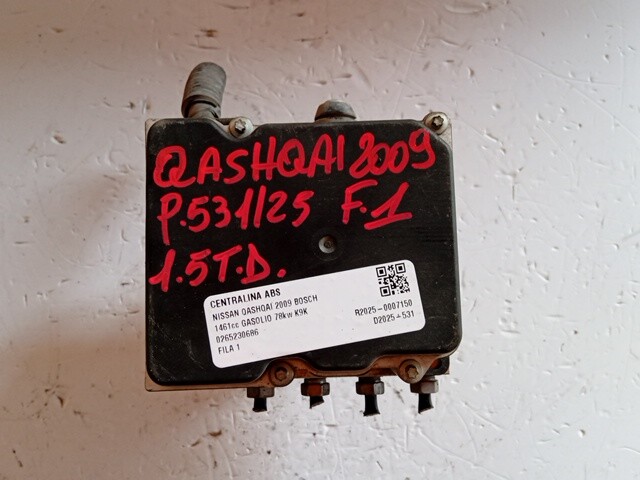 QASHQAI 2009
P.531/25 F.1
1.5T.D.
CENTRALINA ABS
NISSAN QASHQAI 2009 BOSCH
1461cc GASOLIO 78kw K9K
0265230686
FILA 1
R2025-0007150
D2025-531